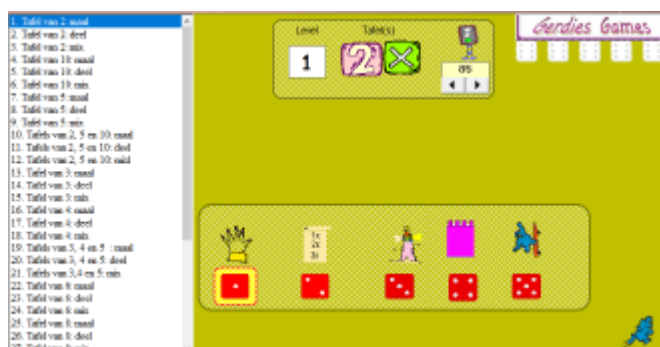 1. Tafel van 2: maal
2. Tafel van 2: deel
3. Tafel van 2: mix
4. Tafel van 10: maal
5. Tafel van 10: deel
6. Tafel van 10: mix
7. Tafel van 5: maal
8. Tafel van 5: deel
9. Tafel van 5: mix
10. Tafels van 2, 5 en 10: maal
11. Tafels van 2, 5 en 10: deel
12. Tafels van 2, 5 en 10:
13. Tafel van 3: maal
14. Tafel van 3: deel
15. Tafel van 3: mix
16. Tafel van 4: maal
17. Tafel van 4: deel
18. Tafel van 4: mix
19. Tafels van 3, 4 en 5 : maal
20. Tafels van 3, 4 en 5: deel
21. Tafels van 3,4 en 5: mix
22. Tafel van 6: maal
23. Tafel van 6: deel
24. Tafel van 6: mix
25. Tafel van 8: maal
26. Tafel van 8: deel
Level
Tafel(s)
1
2 X
Gerdies Games
1x
2x
3x